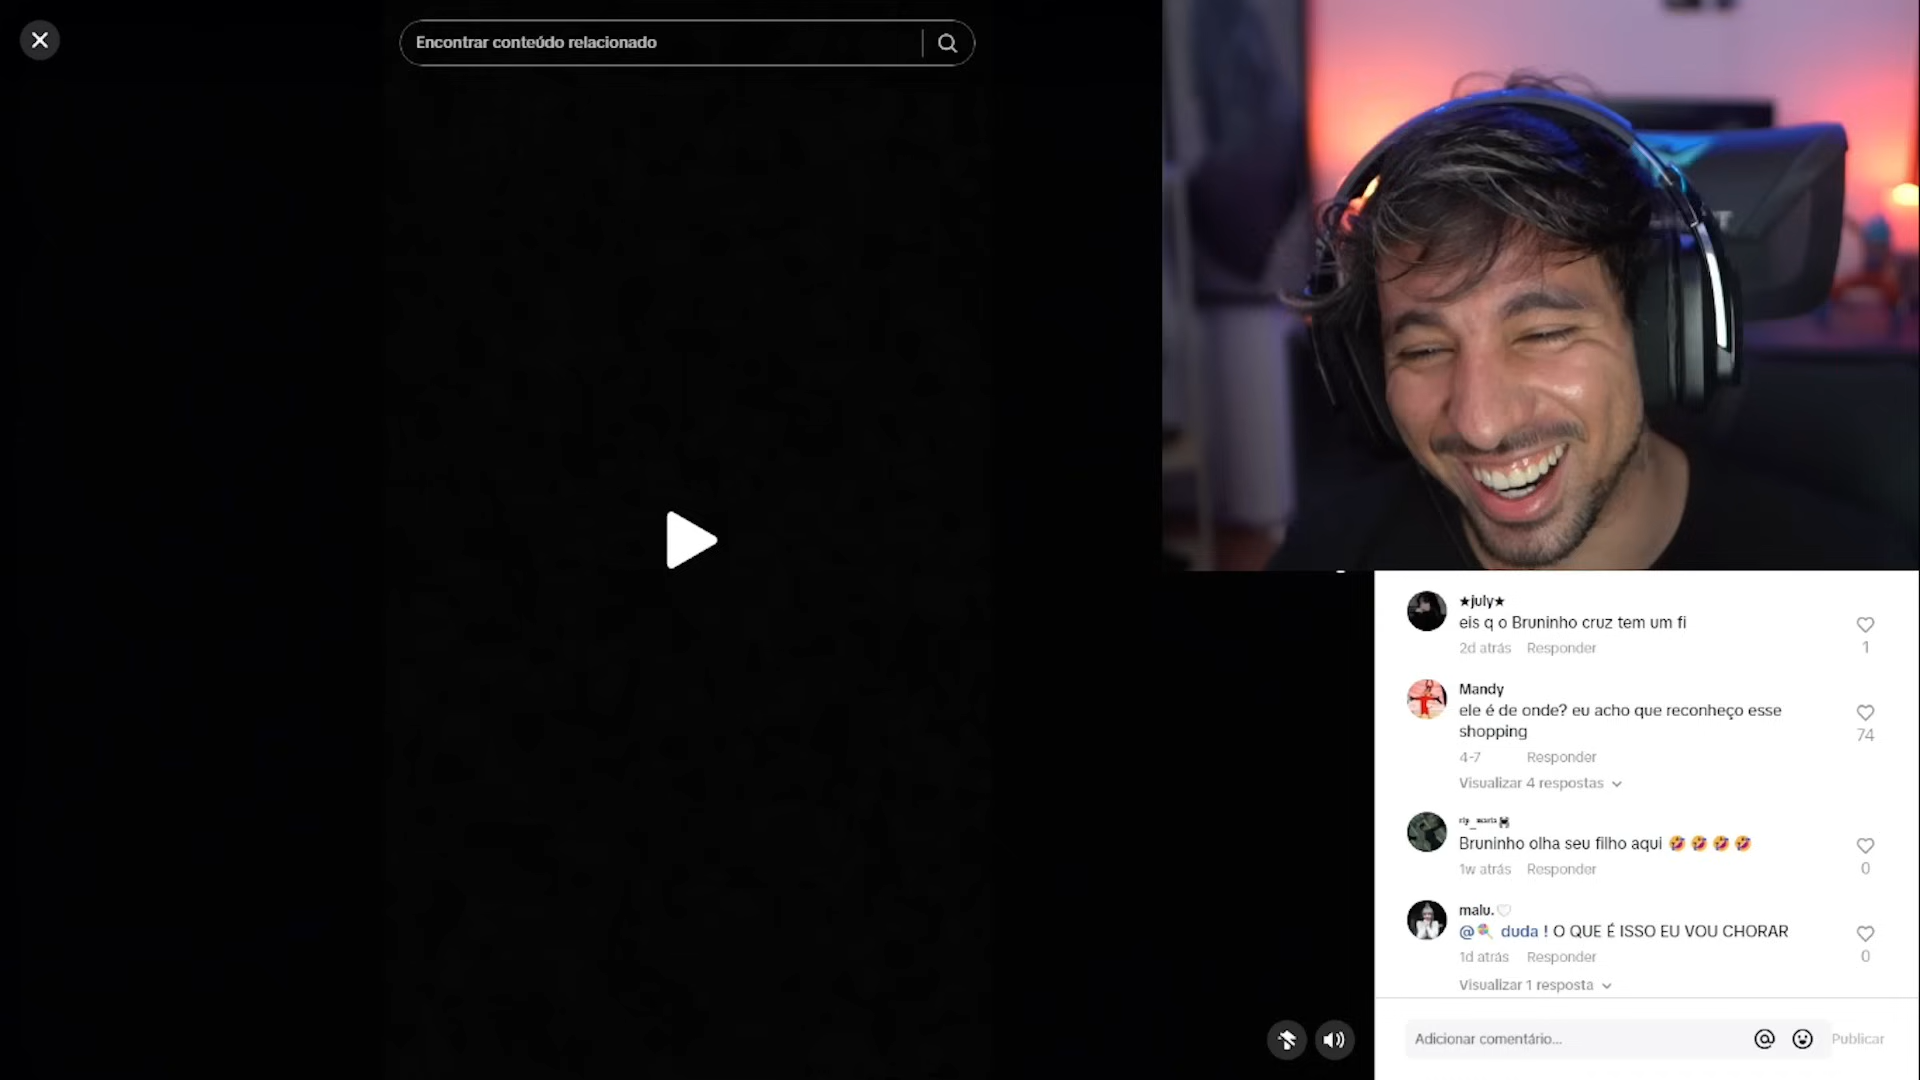 Encontrar conteúdo relacionado
★july★
eis q o Bruninho cruz tem um fi
2d atrás Responder
1
Mandy
ele é de onde? eu acho que reconheço esse
shopping
74
4-7 Responder
Visualizar 4 respostas
Bruninho olha seu filho aqui 🤣 🤣 🤣 🤣
1w atrás Responder
0
malu.🤍
@🍭 duda ! O QUE É ISSO EU VOU CHORAR
1d atrás Responder
0
Visualizar 1 resposta
Adicionar comentário... @ Publicar